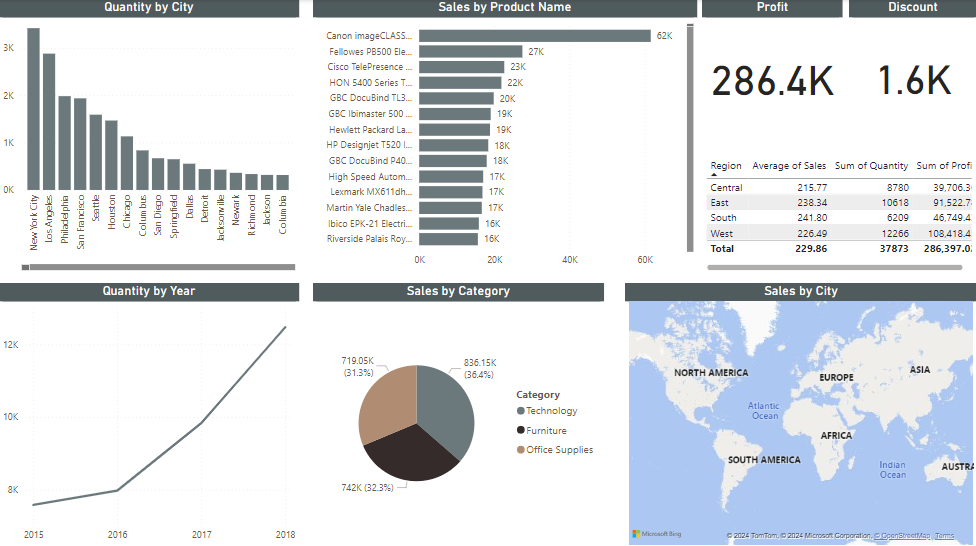 Quantity by City
3K
2K
1K
0K
New York City
Los Angeles
Philadelphia
San Francisco
Seattle
Houston
Chicago
Columbus
San Diego
Springfield
Dallas
Detroit
Jacksonville
Newark
Richmond
Jackson
Columbia
Sales by Product Name
Canon imageCLASS... 62K
Fellowes PB500 Ele... 27K
Cisco TelePresence ... 23K
HON 5400 Series T... 22K
GBC DocuBind TL3... 20K
GBC Ibimaster 500 ... 19K
Hewlett Packard La... 19K
HP Designjet T520 I... 18K
GBC DocuBind P40... 18K
High Speed Autom... 17K
Lexmark MX611dh... 17K
Martin Yale Chadles... 17K
Ibico EPK-21 Electri... 16K
Riverside Palais Roy... 16K
0K 20K 40K 60K
Profit
286.4K
Discount
1.6K
Region Average of Sales Sum of Quantity Sum of Profi
Central 215.77 8780 39,706.3
East 238.34 10618 91,522.7
South 241.80 6209 46,749.4
West 226.49 12266 108,418.4
Total 229.86 37873 286,397.0
Quantity by Year
12K
10K
8K
2015 2016 2017 2018
Sales by Category
719.05K
(31.3%)
836.15K
(36.4%)
742K (32.3%)
Category
Technology
Furniture
Office Supplies
Sales by City
NORTH AMERICA
EUROPE
ASIA
Atlantic
Ocean
AFRICA
SOUTH AMERICA
Indian
Ocean
AUSTRA
Microsoft Bing
© 2024 TomTom, © 2024 Microsoft Corporation, © OpenStreetMap Terms